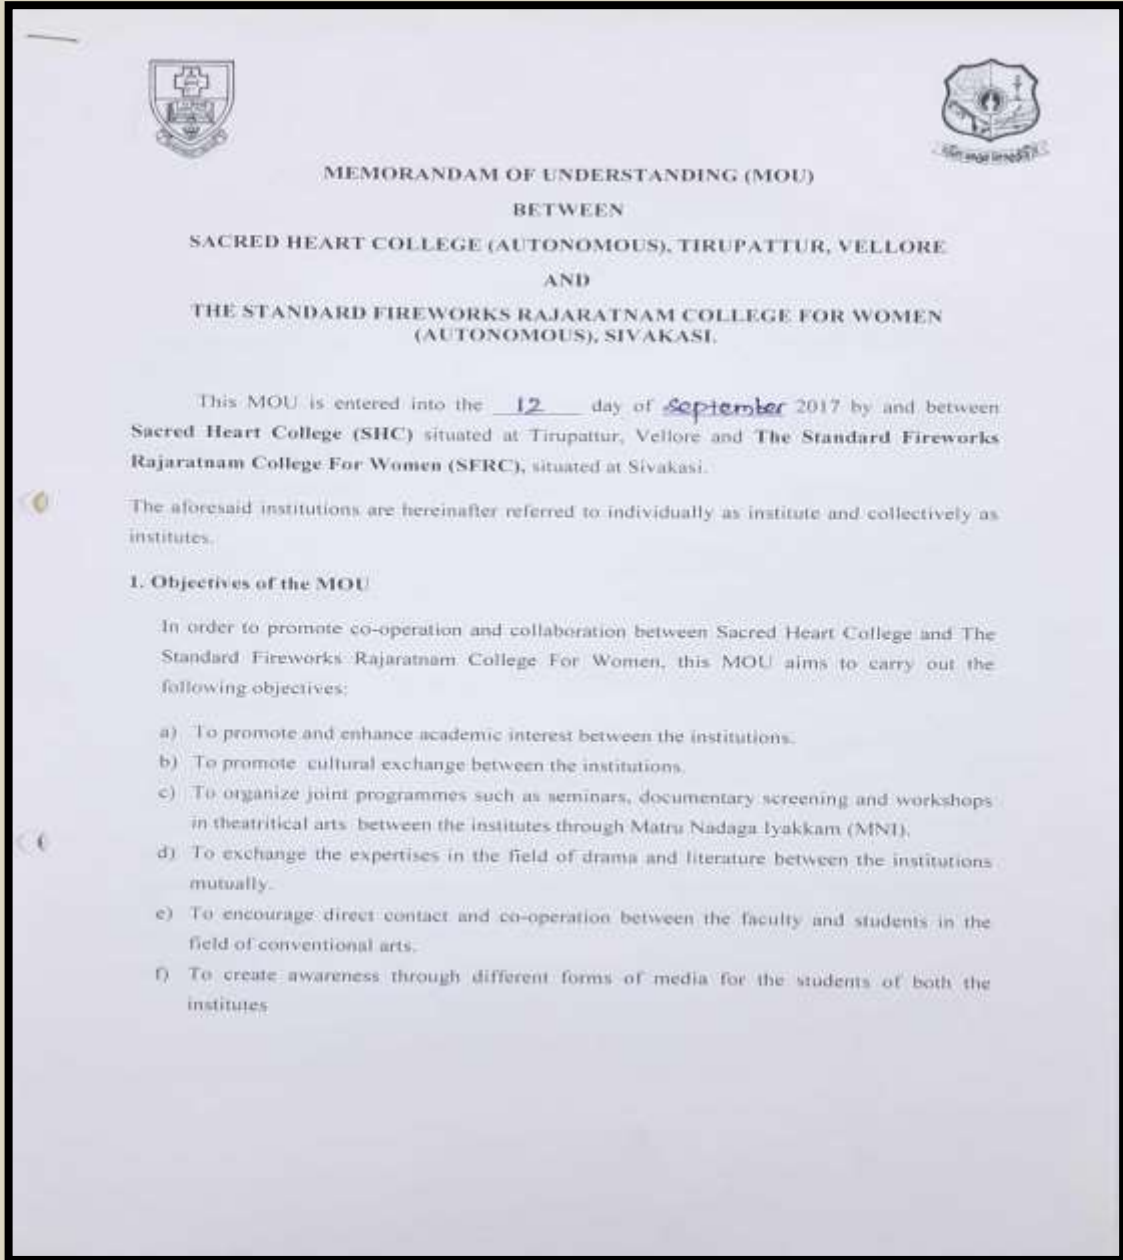 MEMORANDAM OF UNDERSTANDING (MOU)
BETWEEN
SACRED HEART COLLEGE (AUTONOMOUS), TIRUPATTUR, VELLORE
AND
THE STANDARD FIREWORKS RAJARATNAM COLLEGE FOR WOMEN
(AUTONOMOUS), SIVAKASI.
This MOU is entered into the 12 day of September 2017 by and between
Sacred Heart College (SHC) situated at Tirupattur, Vellore and The Standard Fireworks
Rajaratnam College For Women (SFRC), situated at Sivakasi.
The aforesaid institutions are hereinafter referred to individually as institute and collectively as
institutes.
1. Objectives of the MOU
In order to promote co-operation and collaboration between Sacred Heart College and The
Standard Fireworks Rajaratnam College For Women, this MOU aims to carry out the
following objectives:
a) To promote and enhance academic interest between the institutions.
b) To promote cultural exchange between the institutions.
c) To organize joint programmes such as seminars, documentary screening and workshops
in theatritical arts between the institutes through Matru Nadaga Iyakkam (MNI).
d) To exchange the expertises in the field of drama and literature between the institutions
mutually.
e) To encourage direct contact and co-operation between the faculty and students in the
field of conventional arts.
f) To create awareness through different forms of media for the students of both the
institutes